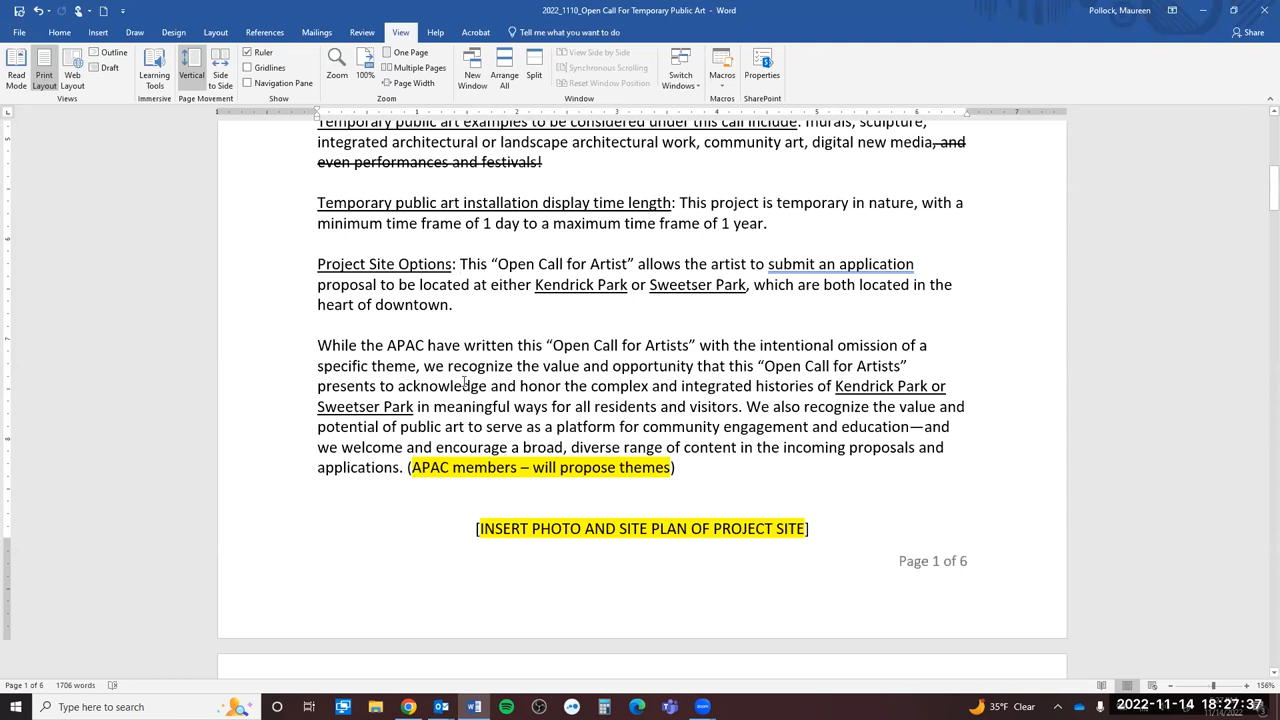 2022_1110_Open Call For Temporary Public Art - Word
Pollock, Maureen
File Home Insert Draw Design Layout References Mailings Review View Help Acrobat Tell me what you want to do Share
Read Mode
Print Layout
Web Layout
Outline
Draft
Views
Learning Tools
Immersive
Vertical
Side to Side
Page Movement
Ruler
Gridlines
Navigation Pane
Show
Zoom
100%
One Page
Multiple Pages
Page Width
Zoom
New Window
Arrange All
Split
View Side by Side
Synchronous Scrolling
Reset Window Position
Window
Switch Windows
Macros
Macros
Properties
SharePoint
1 1 2 3 4 5 6 7
Temporary public art examples to be considered under this call include: murals, sculpture,
integrated architectural or landscape architectural work, community art, digital new media, and
even performances and festivals!
Temporary public art installation display time length: This project is temporary in nature, with a
minimum time frame of 1 day to a maximum time frame of 1 year.
Project Site Options: This “Open Call for Artist” allows the artist to submit an application
proposal to be located at either Kendrick Park or Sweetser Park, which are both located in the
heart of downtown.
While the APAC have written this “Open Call for Artists” with the intentional omission of a
specific theme, we recognize the value and opportunity that this “Open Call for Artists”
presents to acknowledge and honor the complex and integrated histories of Kendrick Park or
Sweetser Park in meaningful ways for all residents and visitors. We also recognize the value and
potential of public art to serve as a platform for community engagement and education—and
we welcome and encourage a broad, diverse range of content in the incoming proposals and
applications. (APAC members – will propose themes)
[INSERT PHOTO AND SITE PLAN OF PROJECT SITE]
Page 1 of 6
Page 1 of 6 1706 words 156%
Type here to search
35°F Clear
2022-11-14 18:27:37